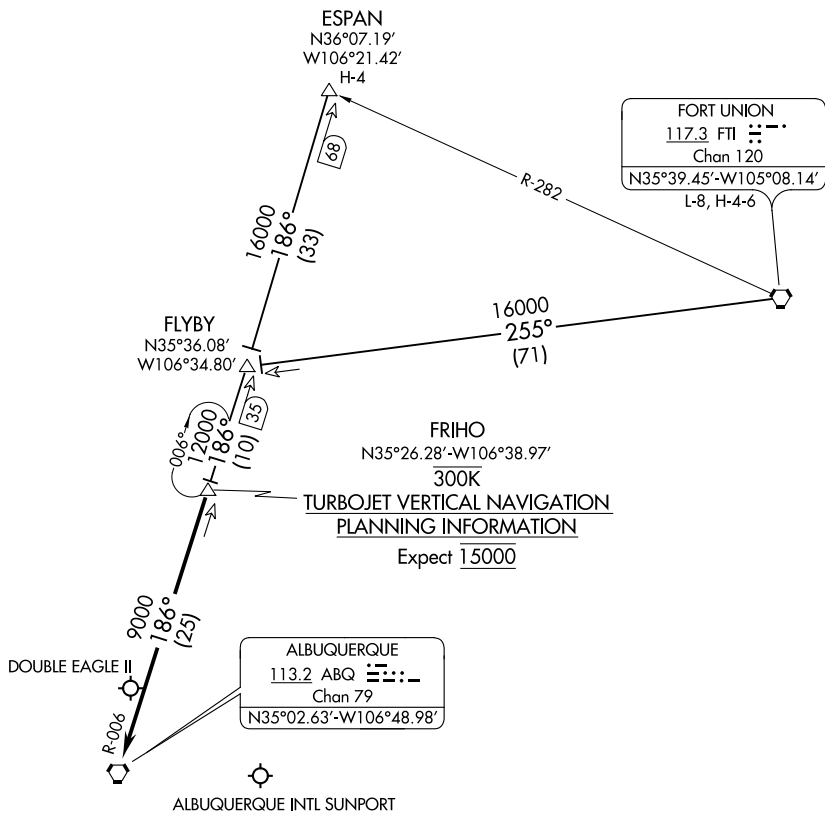 ESPAN
N36°07.19'
W106°21.42'
H-4
FORT UNION
117.3 FTI
Chan 120
N35°39.45'-W105°08.14'
L-8, H-4-6
68
R-282
16000
186°
(33)
16000
255°
(71)
FLYBY
N35°36.08'
W106°34.80'
35
12000
186°
(10)
006°
FRIHO
N35°26.28'-W106°38.97'
300K
TURBOJET VERTICAL NAVIGATION
PLANNING INFORMATION
Expect 15000
9000
186°
(25)
ALBUQUERQUE
113.2 ABQ
Chan 79
N35°02.63'-W106°48.98'
DOUBLE EAGLE II
R-006
ALBUQUERQUE INTL SUNPORT